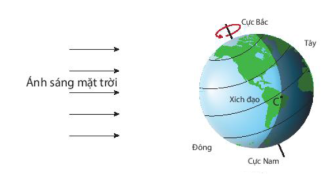 Cực Bắc
Tây
Ánh sáng mặt trời
Xích đạo
C
Đông
Cực Nam